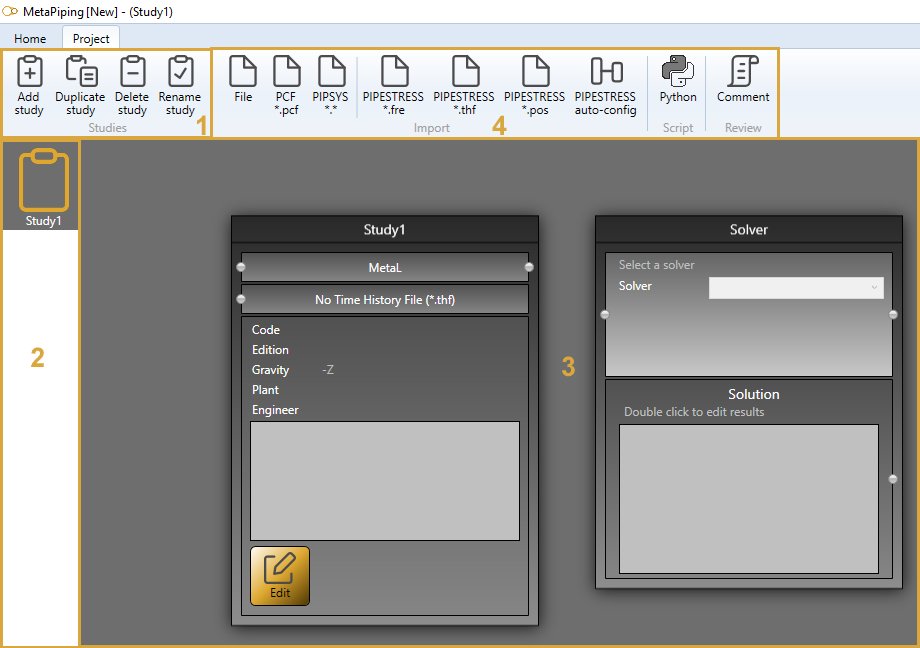 MetaPiping [New] - (Study1)
Home Project
Add study
Duplicate study
Delete study
Rename study
Studies
1
File
PCF *.pcf
PIPSYS *.*
PIPESTRESS *.fre
PIPESTRESS *.thf
PIPESTRESS *.pos
PIPESTRESS auto-config
Import
4
Python
Script
Comment
Review
Study1
2
Study1
MetaL
No Time History File (*.thf)
Code
Edition
Gravity -Z
Plant
Engineer
Edit
3
Solver
Select a solver
Solver
Solution
Double click to edit results